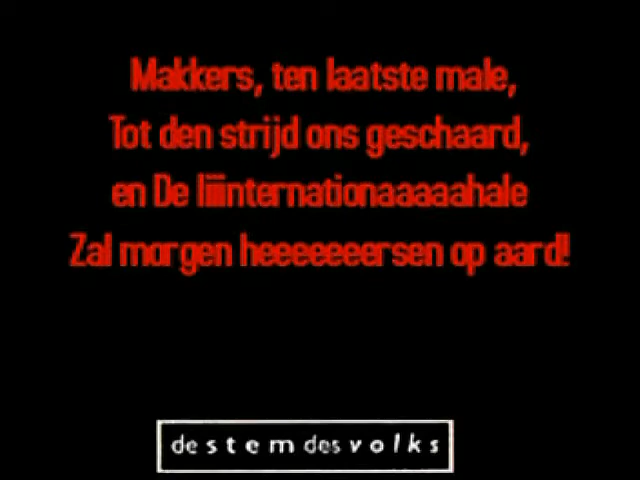 Makkers, ten laatste male,
Tot den strijd ons geschaard,
en De Iiiinternationaaaaahale
Zal morgen heeeeeeersen op aard!
de stem des volks